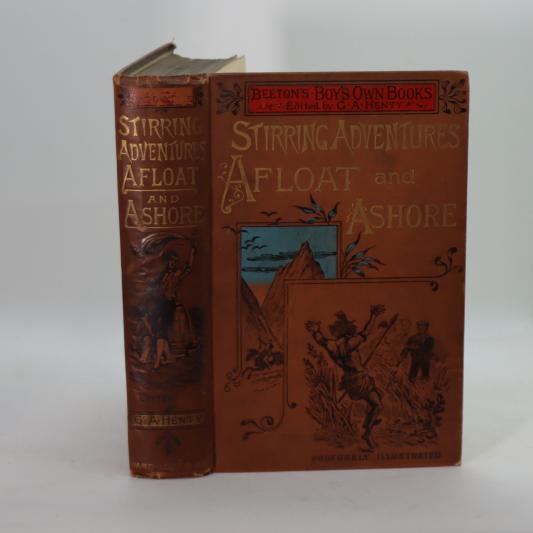 STIRRING
ADVENTURES
AFLOAT
AND
ASHORE
G. A. HENTY
BEETON'S BOY'S OWN BOOKS
Edited by G. A. HENTY
STIRRING ADVENTURES
AFLOAT and
ASHORE
PROFUSELY ILLUSTRATED